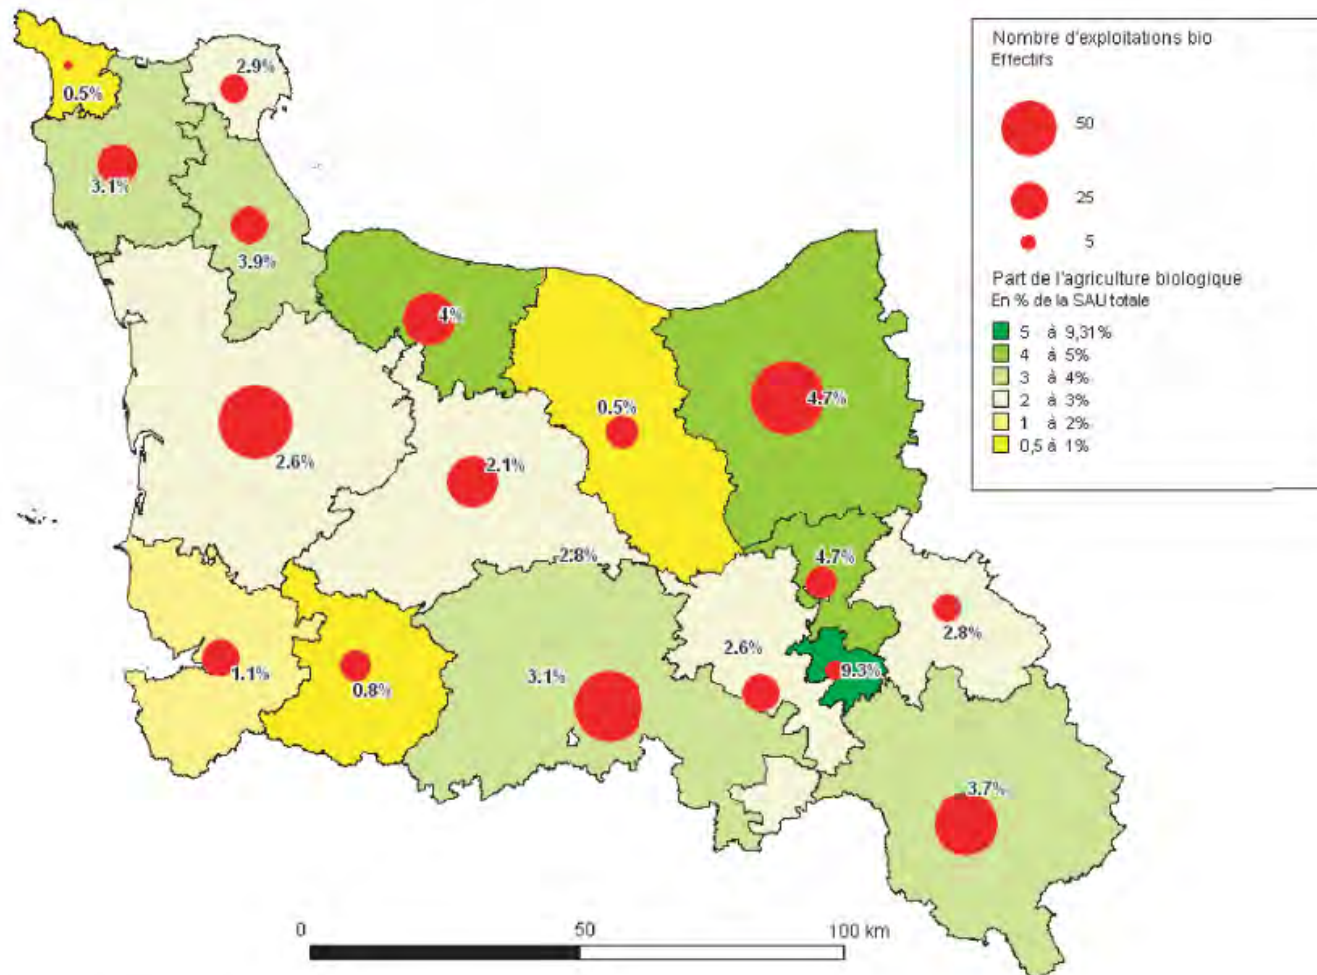 Nombre d'exploitations bio
Effectifs
50
25
5
Part de l'agriculture biologique
En % de la SAU totale
5 à 9,31%
4 à 5%
3 à 4%
2 à 3%
1 à 2%
0,5 à 1%
2.9%
0.5%
3.1%
3.9%
4%
4.7%
0.5%
2.6%
2.1%
2.8%
4.7%
2.8%
2.6%
9.3%
1.1%
0.8%
3.1%
3.7%
0 50 100 km